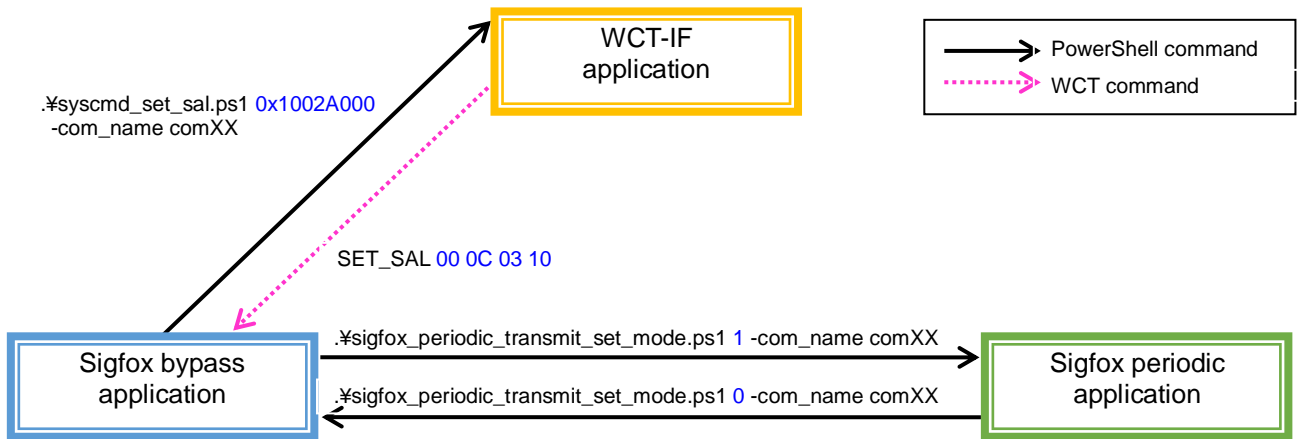 WCT-IF
application
PowerShell command
WCT command
.¥syscmd_set_sal.ps1 0x1002A000
-com_name comXX
SET_SAL 00 0C 03 10
Sigfox bypass
application
.¥sigfox_periodic_transmit_set_mode.ps1 1 -com_name comXX
.¥sigfox_periodic_transmit_set_mode.ps1 0 -com_name comXX
Sigfox periodic
application